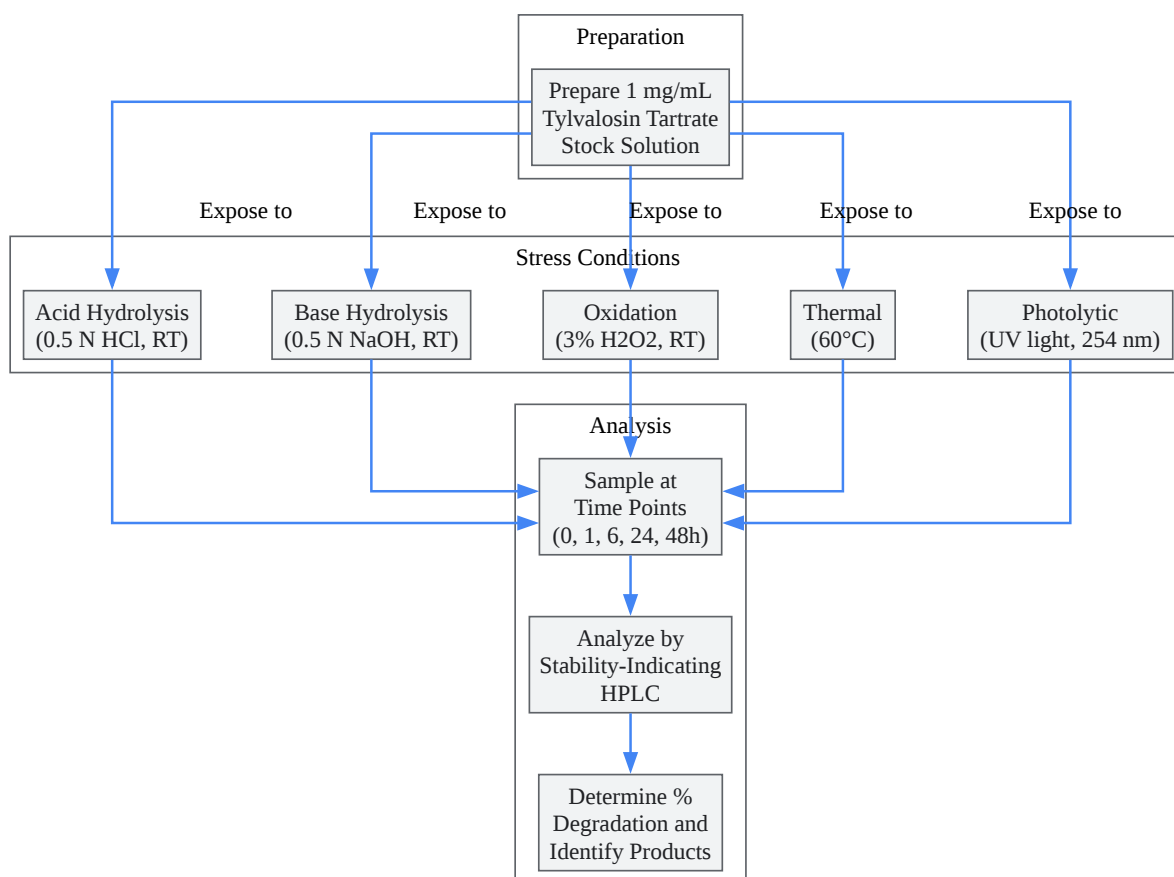 Preparation
Prepare 1 mg/mL
Tylvalosin Tartrate
Stock Solution
Expose to
Expose to
Expose to
Expose to
Expose to
Stress Conditions
Acid Hydrolysis
(0.5 N HCl, RT)
Base Hydrolysis
(0.5 N NaOH, RT)
Oxidation
(3% H2O2, RT)
Thermal
(60°C)
Photolytic
(UV light, 254 nm)
Analysis
Sample at
Time Points
(0, 1, 6, 24, 48h)
Analyze by
Stability-Indicating
HPLC
Determine %
Degradation and
Identify Products